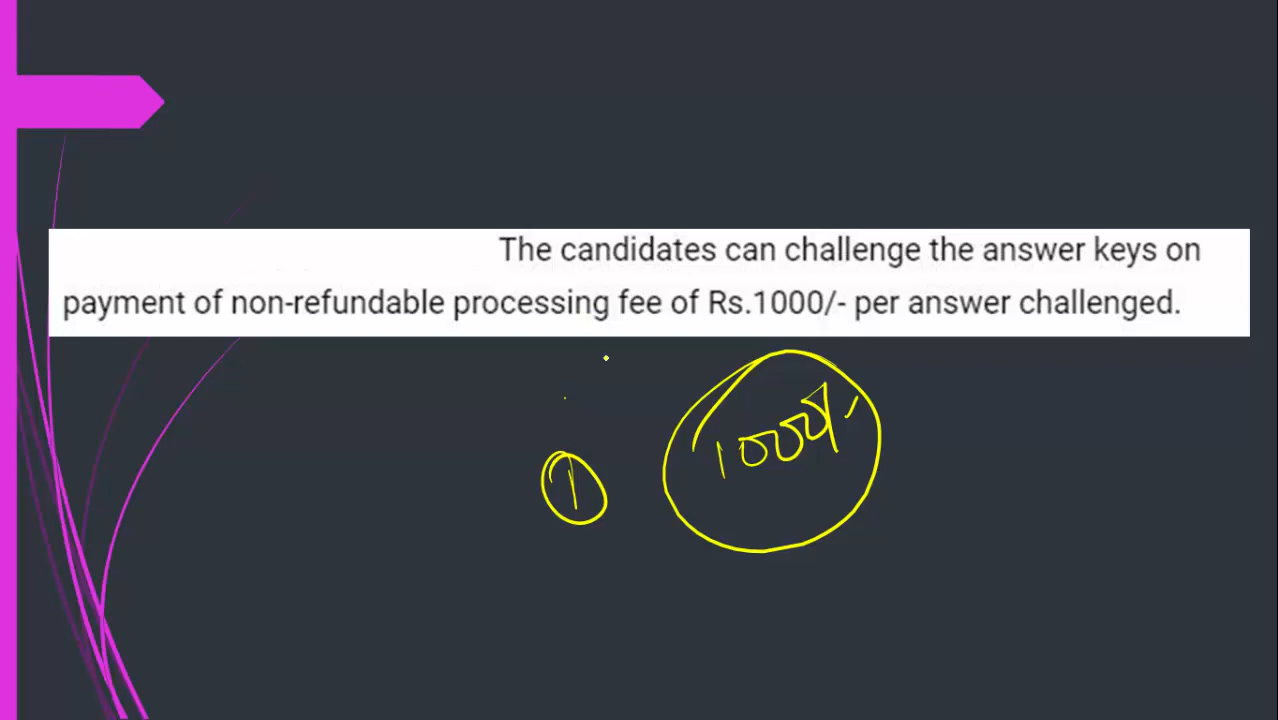 The candidates can challenge the answer keys on
payment of non-refundable processing fee of Rs.1000/- per answer challenged.
1 1000/-